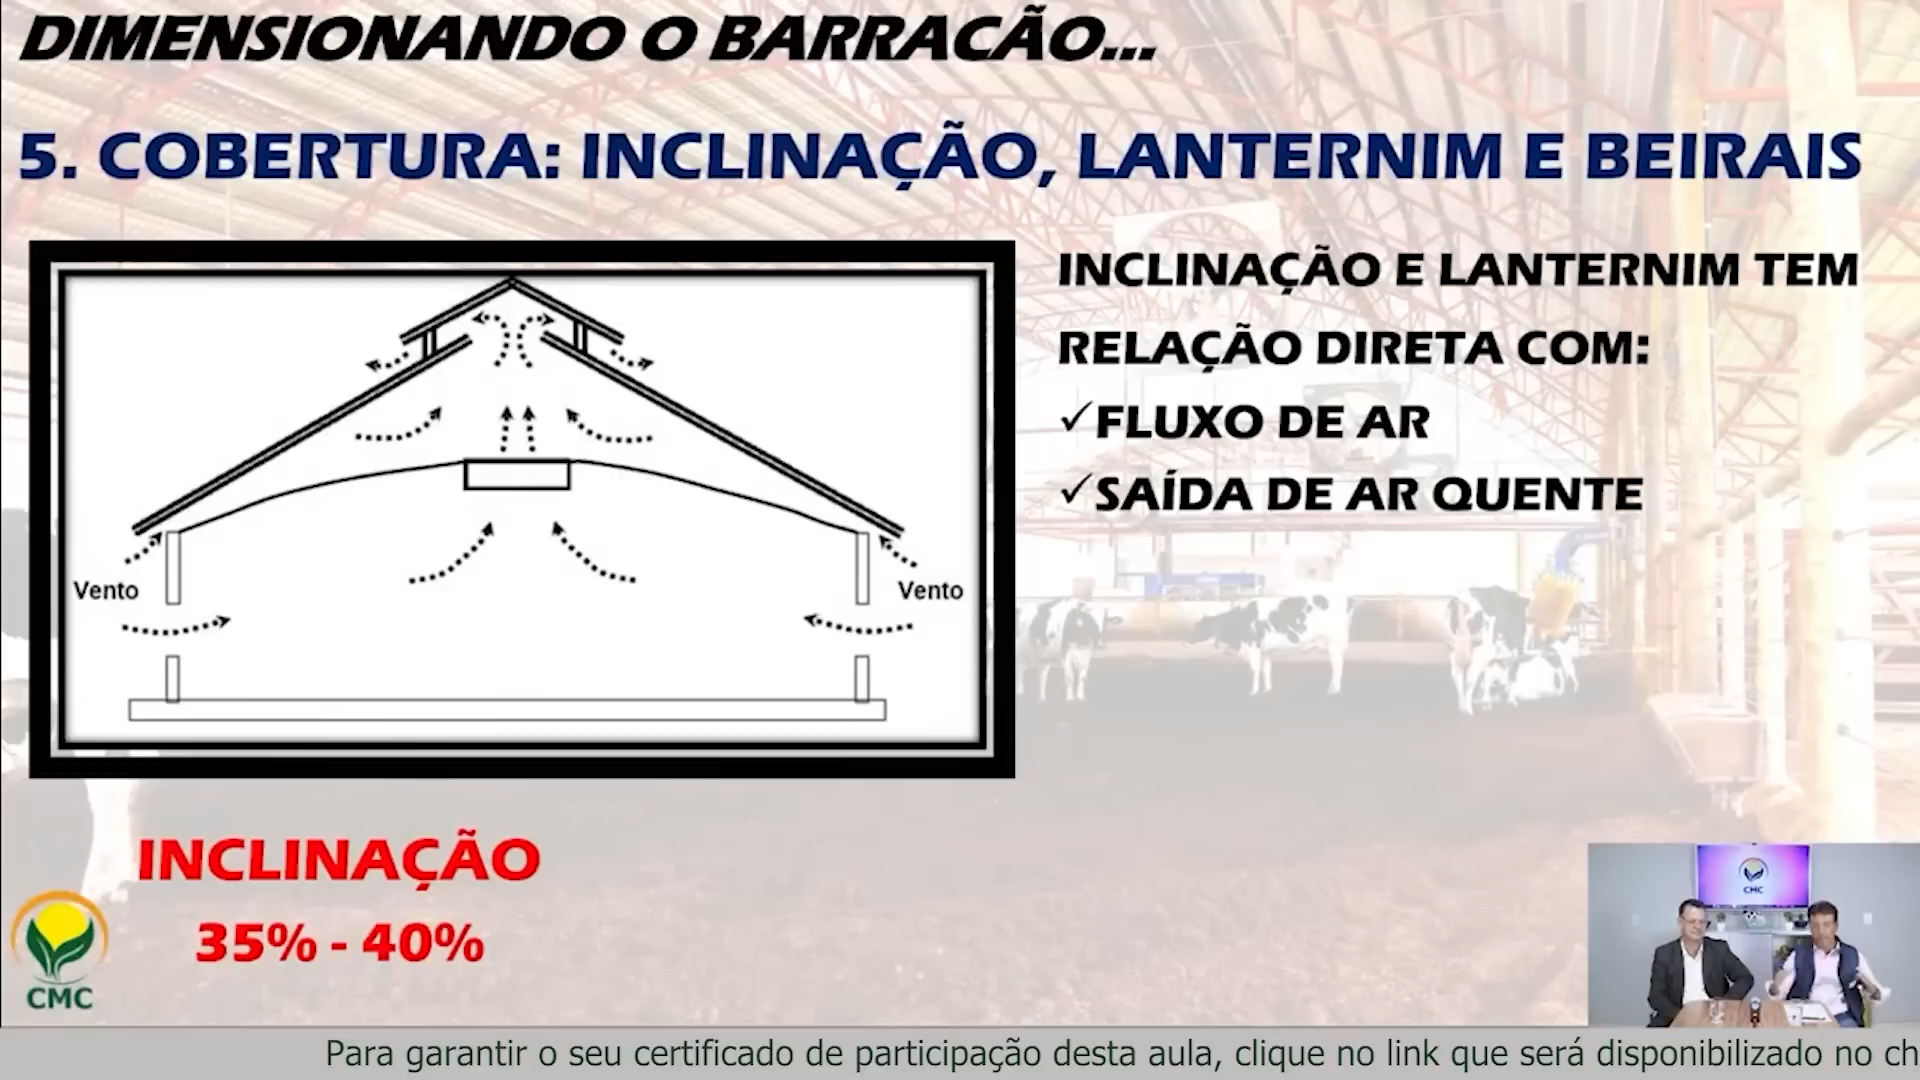 DIMENSIONANDO O BARRACÃO...
5. COBERTURA: INCLINAÇÃO, LANTERNIM E BEIRAIS
INCLINAÇÃO E LANTERNIM TEM
RELAÇÃO DIRETA COM:
✓FLUXO DE AR
✓SAÍDA DE AR QUENTE
Vento
Vento
INCLINAÇÃO
35% - 40%
CMC
CMC
Para garantir o seu certificado de participação desta aula, clique no link que será disponibilizado no ch